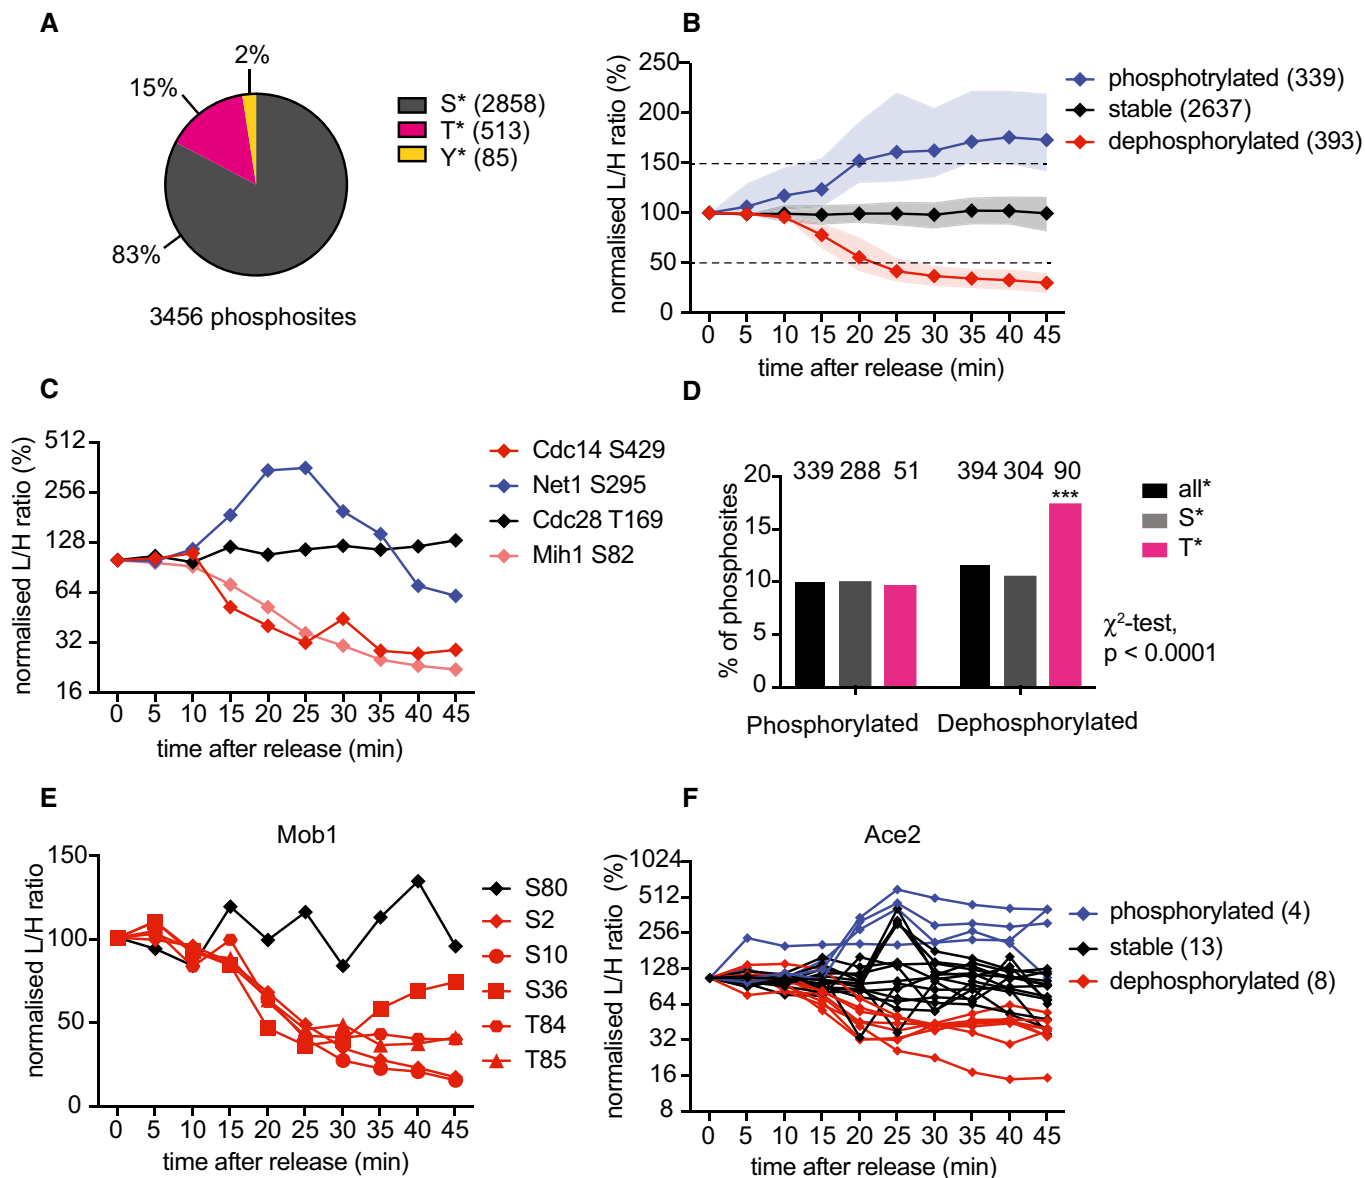 A
2%
15%
83%
S* (2858)
T* (513)
Y* (85)
3456 phosphosites
B
normalised L/H ratio (%)
250
200
150
100
50
0
0 5 10 15 20 25 30 35 40 45
time after release (min)
phosphotrylated (339)
stable (2637)
dephosphorylated (393)
C
normalised L/H ratio (%)
512
256
128
64
32
16
0 5 10 15 20 25 30 35 40 45
time after release (min)
Cdc14 S429
Net1 S295
Cdc28 T169
Mih1 S82
D
% of phosphosites
20
15
10
5
0
339 288 51 394 304 90
***
Phosphorylated Dephosphorylated
all*
S*
T*
χ²-test,
p < 0.0001
E
Mob1
normalised L/H ratio
150
100
50
0
0 5 10 15 20 25 30 35 40 45
time after release (min)
S80
S2
S10
S36
T84
T85
F
Ace2
normalised L/H ratio (%)
1024
512
256
128
64
32
16
8
0 5 10 15 20 25 30 35 40 45
time after release (min)
phosphorylated (4)
stable (13)
dephosphorylated (8)